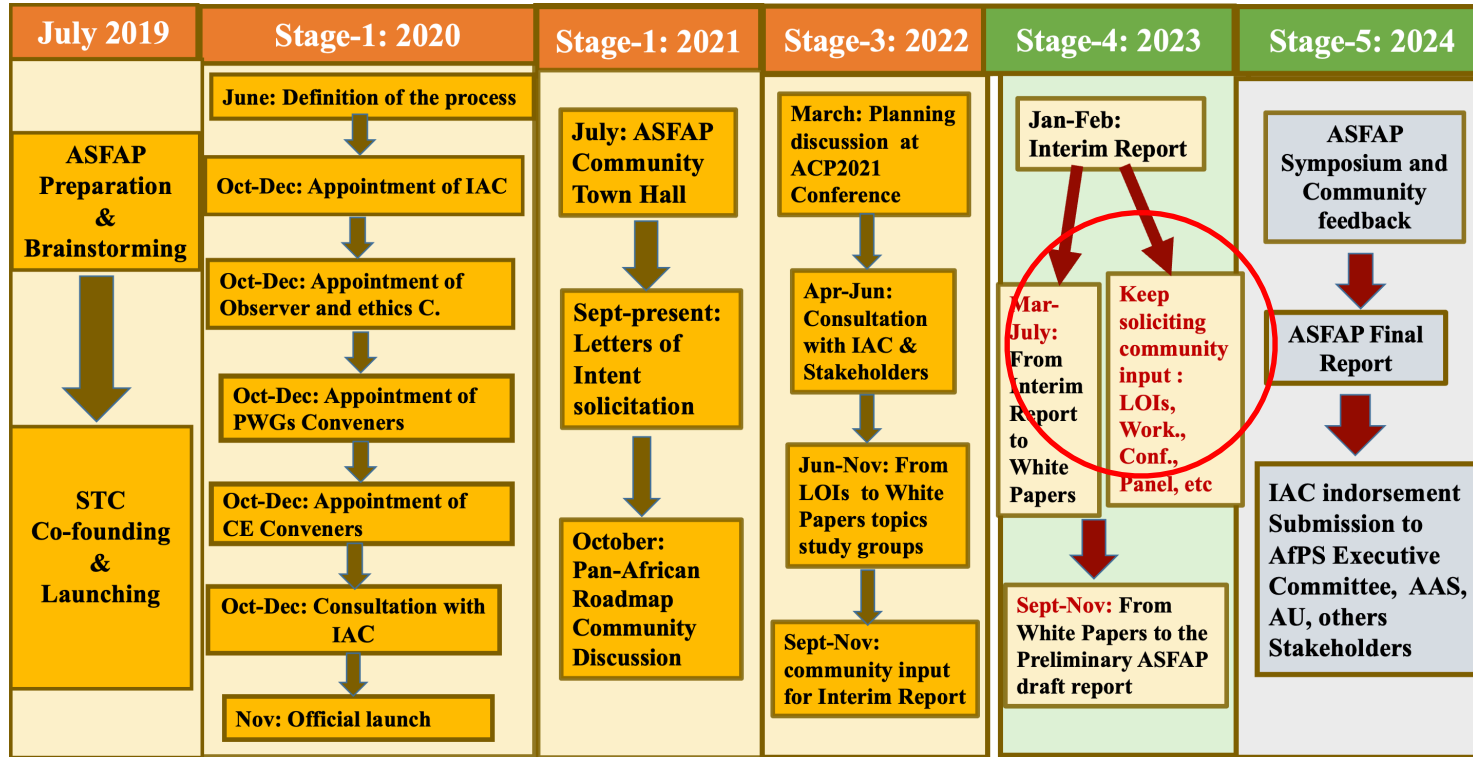 July 2019
ASFAP
Preparation
&
Brainstorming
STC
Co-founding
&
Launching
Stage-1: 2020
June: Definition of the process
Oct-Dec: Appointment of IAC
Oct-Dec: Appointment of
Observer and ethics C.
Oct-Dec: Appointment of
PWGs Conveners
Oct-Dec: Appointment of
CE Conveners
Oct-Dec: Consultation with
IAC
Nov: Official launch
Stage-1: 2021
July: ASFAP
Community
Town Hall
Sept-present:
Letters of
Intent
solicitation
October:
Pan-African
Roadmap
Community
Discussion
Stage-3: 2022
March: Planning
discussion at
ACP2021
Conference
Apr-Jun:
Consultation
with IAC &
Stakeholders
Jun-Nov: From
LOIs to White
Papers topics
study groups
Sept-Nov:
community input
for Interim Report
Stage-4: 2023
Jan-Feb:
Interim Report
Mar-
July:
From
Interim
Report
to
White
Papers
Keep
soliciting
community
input :
LOIs,
Work.,
Conf.,
Panel, etc
Sept-Nov: From
White Papers to the
Preliminary ASFAP
draft report
Stage-5: 2024
ASFAP
Symposium and
Community
feedback
ASFAP Final
Report
IAC indorsement
Submission to
AfPS Executive
Committee, AAS,
AU, others
Stakeholders